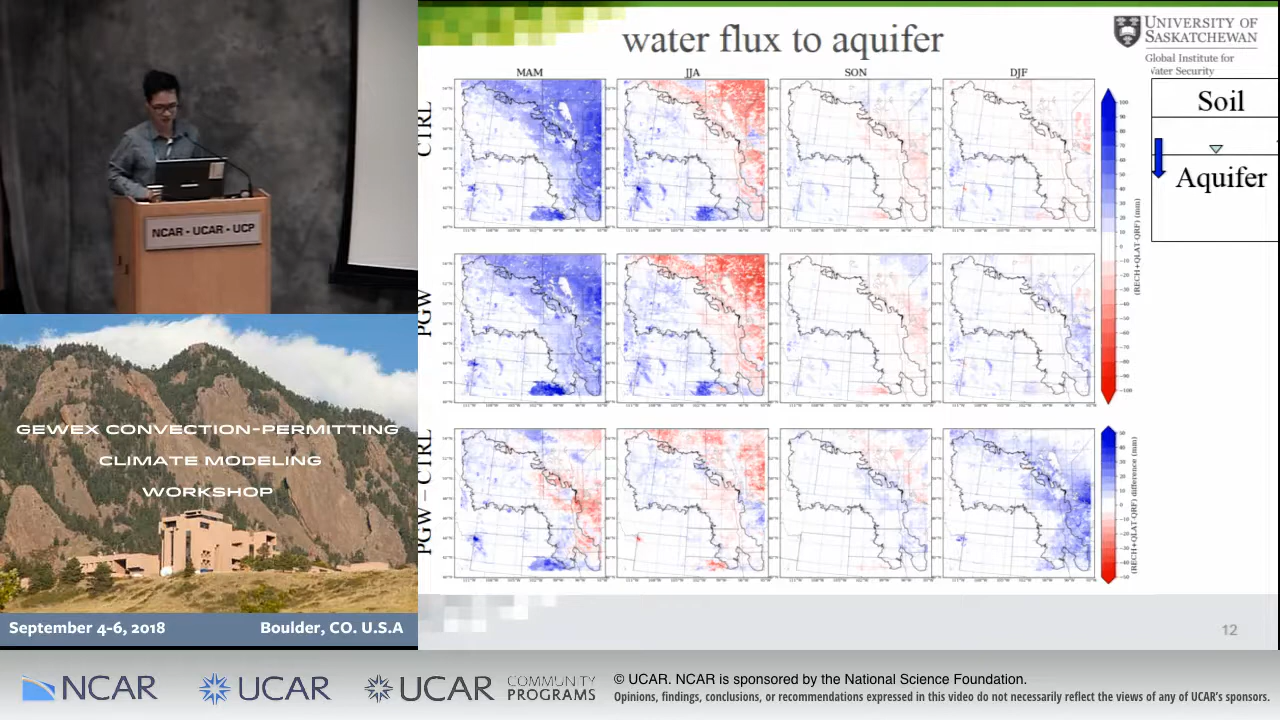 water flux to aquifer
UNIVERSITY OF
SASKATCHEWAN
Global Institute for
Water Security
MAM
JJA
SON
DJF
CTRL
PGW
PGW CTRL
(RECH+QLAT-QRF) (mm)
(RECH+QLAT-QRF) difference (mm)
Soil
Aquifer
12
NCAR - UCAR - UCP
GEWEX CONVECTION-PERMITTING
CLIMATE MODELING
WORKSHOP
September 4-6, 2018
Boulder, CO. U.S.A
NCAR
UCAR
UCAR
COMMUNITY
PROGRAMS
© UCAR. NCAR is sponsored by the National Science Foundation.
Opinions, findings, conclusions, or recommendations expressed in this video do not necessarily reflect the views of any of UCAR's sponsors.